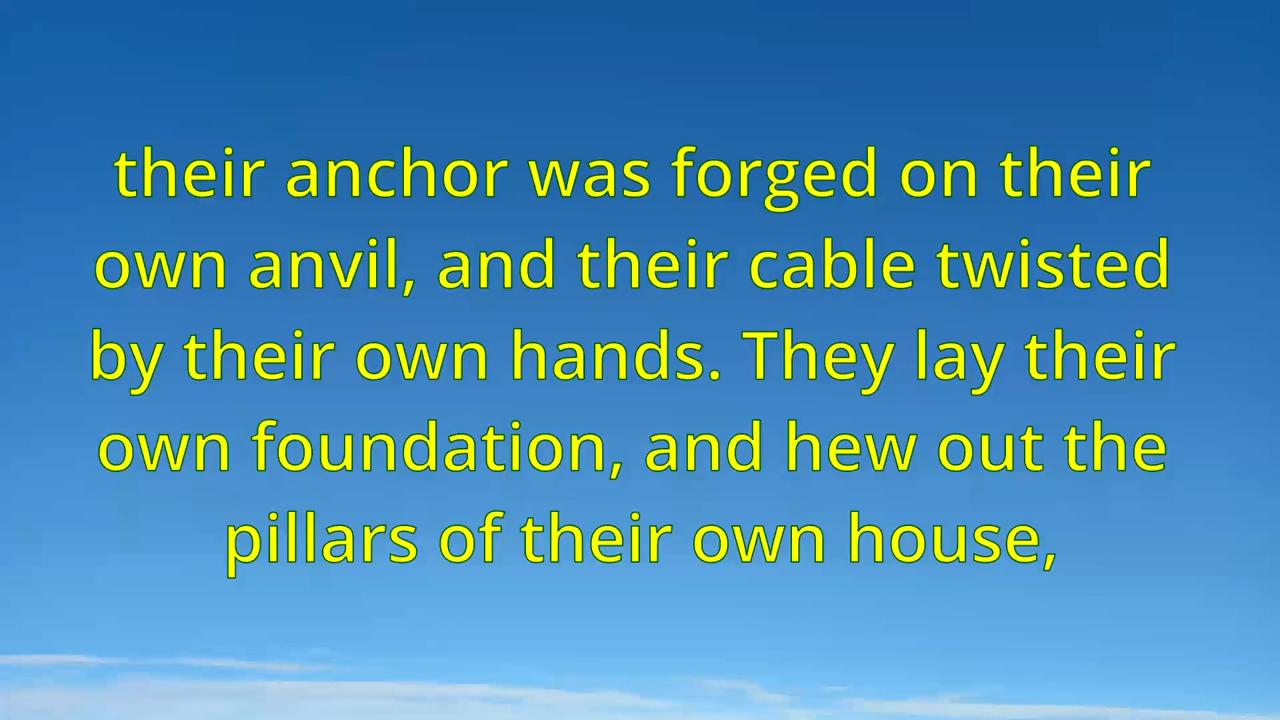 their anchor was forged on their
own anvil, and their cable twisted
by their own hands. They lay their
own foundation, and hew out the
pillars of their own house,